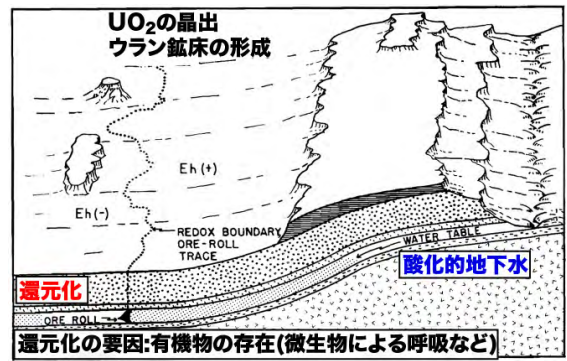 UO₂の晶出
ウラン鉱床の形成
Eh (+)
Eh (-)
REDOX BOUNDARY
ORE-ROLL
TRACE
WATER TABLE
酸化的地下水
還元化
ORE ROLL
還元化の要因:有機物の存在(微生物による呼吸など)